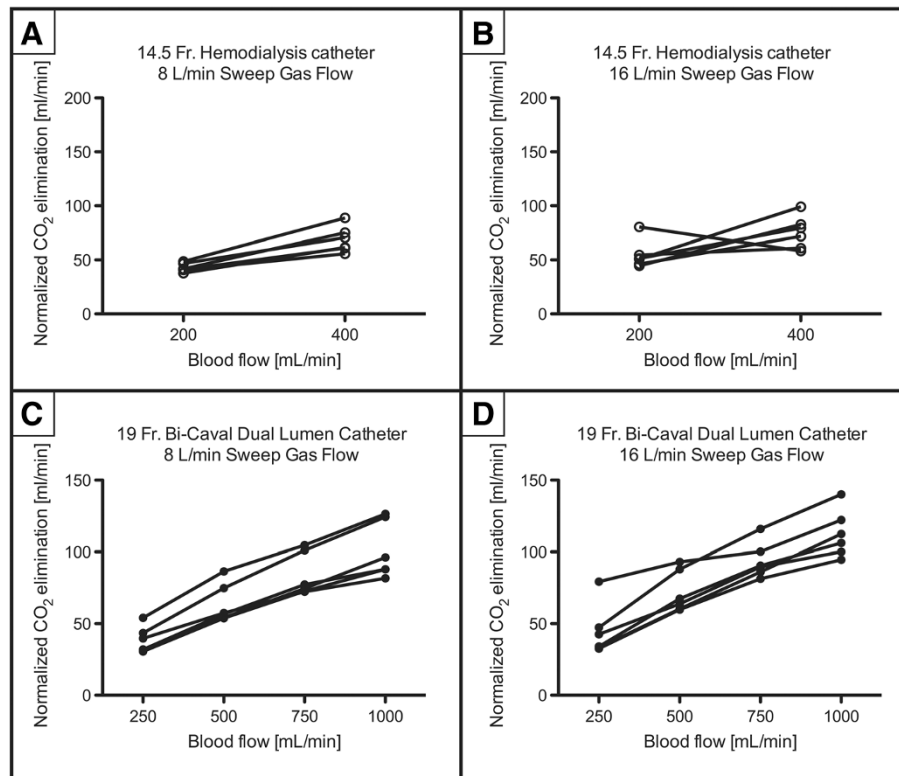 A
14.5 Fr. Hemodialysis catheter
8 L/min Sweep Gas Flow
Normalized CO₂ elimination [ml/min]
200
150
100
50
0
200
400
Blood flow [mL/min]
B
14.5 Fr. Hemodialysis catheter
16 L/min Sweep Gas Flow
Normalized CO₂ elimination [ml/min]
200
150
100
50
0
200
400
Blood flow [mL/min]
C
19 Fr. Bi-Caval Dual Lumen Catheter
8 L/min Sweep Gas Flow
Normalized CO₂ elimination [ml/min]
150
100
50
0
250 500 750 1000
Blood flow [mL/min]
D
19 Fr. Bi-Caval Dual Lumen Catheter
16 L/min Sweep Gas Flow
Normalized CO₂ elimination [ml/min]
150
100
50
0
250 500 750 1000
Blood flow [mL/min]